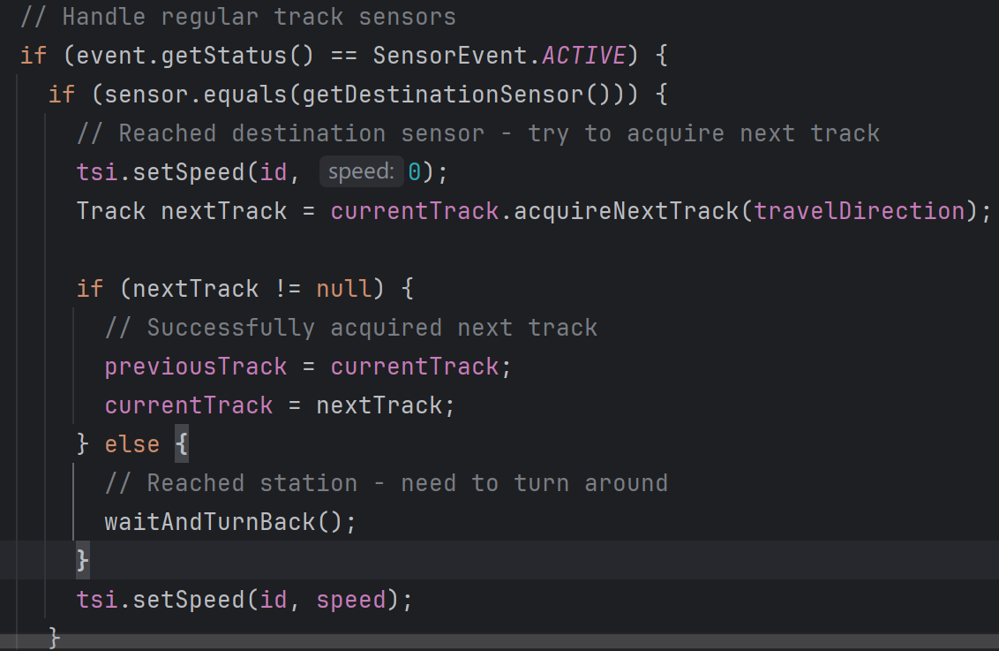 // Handle regular track sensors
if (event.getStatus() == SensorEvent.ACTIVE) {
if (sensor.equals(getDestinationSensor())) {
// Reached destination sensor - try to acquire next track
tsi.setSpeed(id, speed: 0);
Track nextTrack = currentTrack.acquireNextTrack(travelDirection);
if (nextTrack != null) {
// Successfully acquired next track
previousTrack = currentTrack;
currentTrack = nextTrack;
} else {
// Reached station - need to turn around
waitAndTurnBack();
}
tsi.setSpeed(id, speed);
}